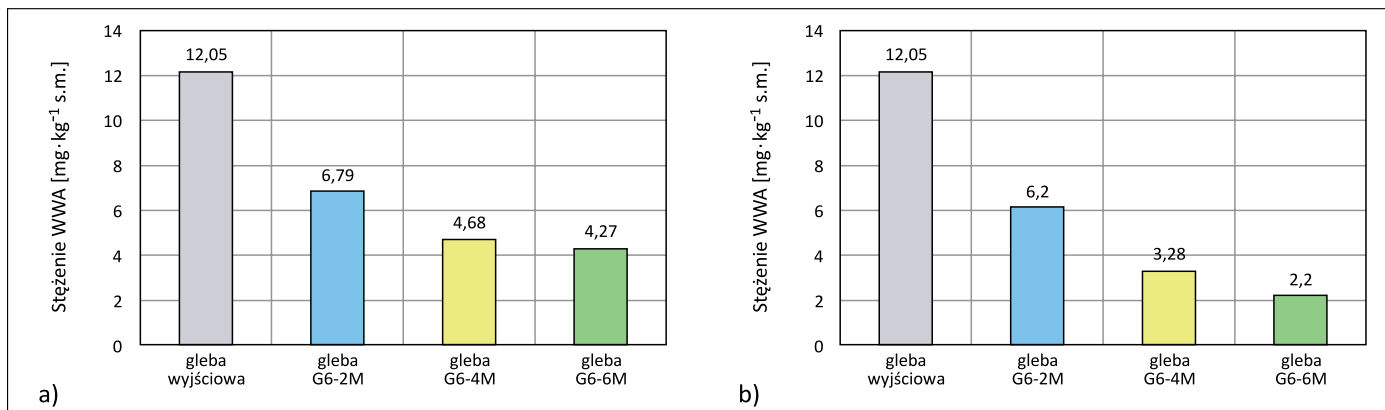 Stężenie WWA [mg·kg⁻¹ s.m.]
14
12
10
8
6
4
2
0
12,05
6,79
4,68
4,27
gleba wyjściowa
gleba G6-2M
gleba G6-4M
gleba G6-6M
a)
Stężenie WWA [mg·kg⁻¹ s.m.]
14
12
10
8
6
4
2
0
12,05
6,2
3,28
2,2
gleba wyjściowa
gleba G6-2M
gleba G6-4M
gleba G6-6M
b)